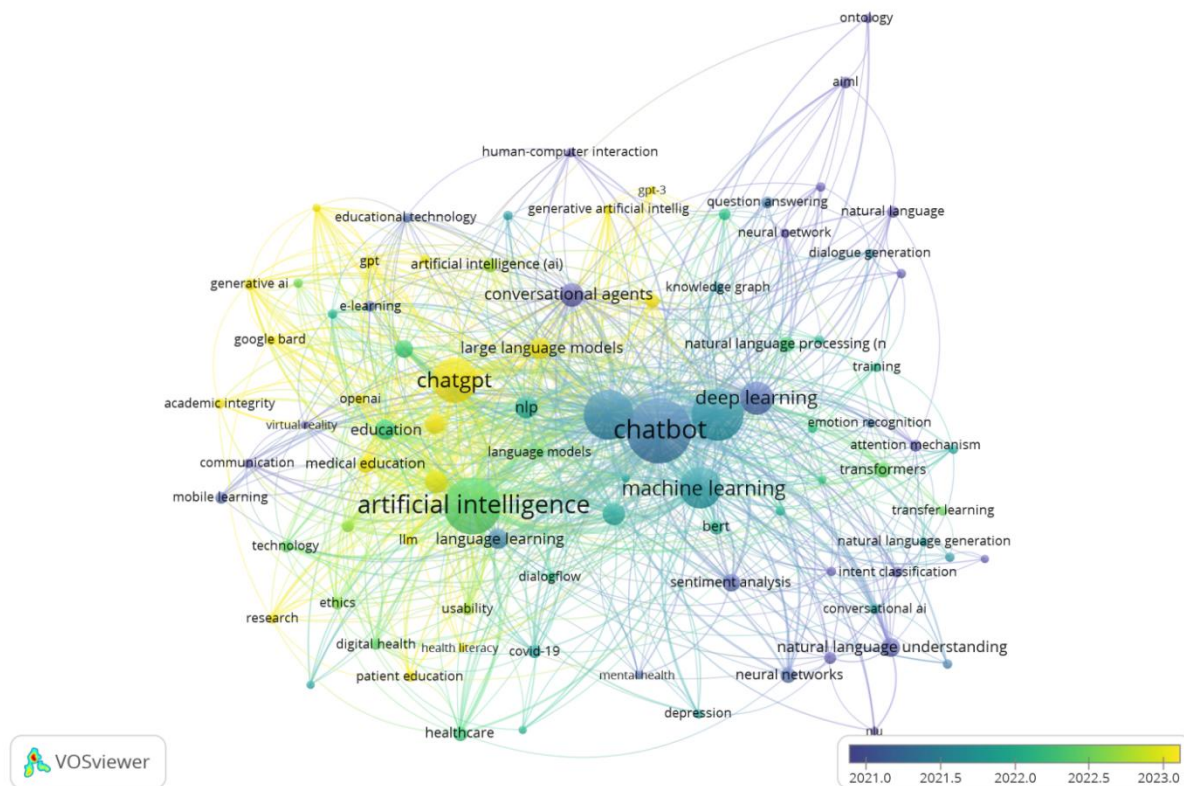 ontology
aiml
human-computer interaction
gpt-3
question answering
generative artificial intellig
natural language
educational technology
neural network
dialogue generation
gpt
artificial intelligence (ai)
generative ai
knowledge graph
conversational agents
e-learning
google bard
large language models
natural language processing (n
training
chatgpt
openai
deep learning
academic integrity
nlp
virtual reality
education
chatbot
emotion recognition
attention mechanism
language models
communication
medical education
transformers
mobile learning
machine learning
artificial intelligence
transfer learning
bert
llm
language learning
natural language generation
technology
dialogflow
sentiment analysis
intent classification
ethics
usability
conversational ai
research
digital health
health literacy
covid-19
natural language understanding
patient education
mental health
neural networks
depression
healthcare
nlu
VOSviewer
2021.0 2021.5 2022.0 2022.5 2023.0